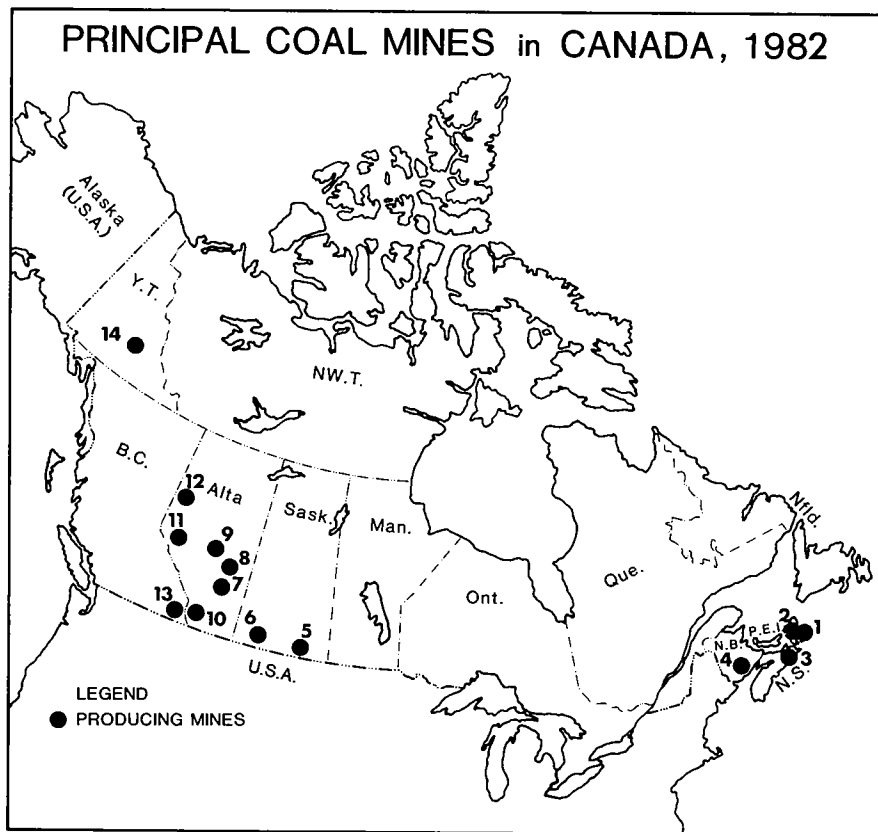 PRINCIPAL COAL MINES in CANADA, 1982
Alaska
(U.S.A.)
Y.T.
14
N.W.T.
B.C.
12
Alta
11
9
Sask.
Man.
8
7
13
10
6
5
U.S.A.
Ont.
Que.
Nfld.
2
P.E.I.
1
N.B.
4
3
N.S.
LEGEND
PRODUCING MINES